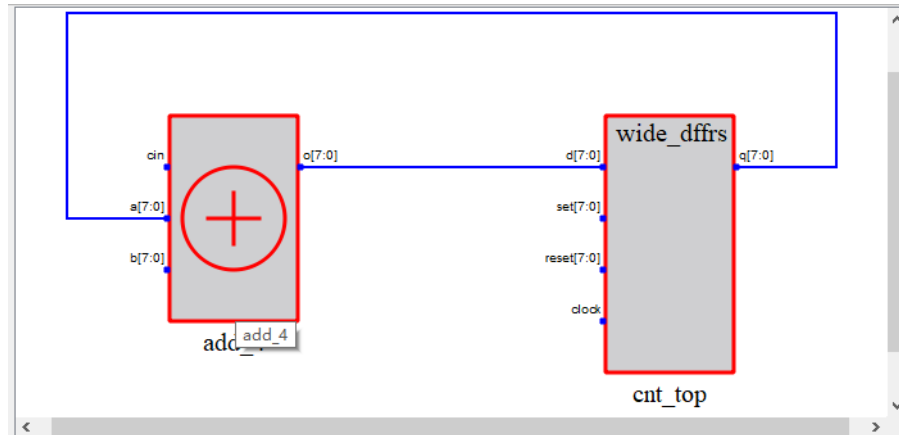 wide_dffrs
cin
o[7:0]
d[7:0]
q[7:0]
a[7:0]
set[7:0]
b[7:0]
reset[7:0]
clock
add_4
add_4
cnt_top